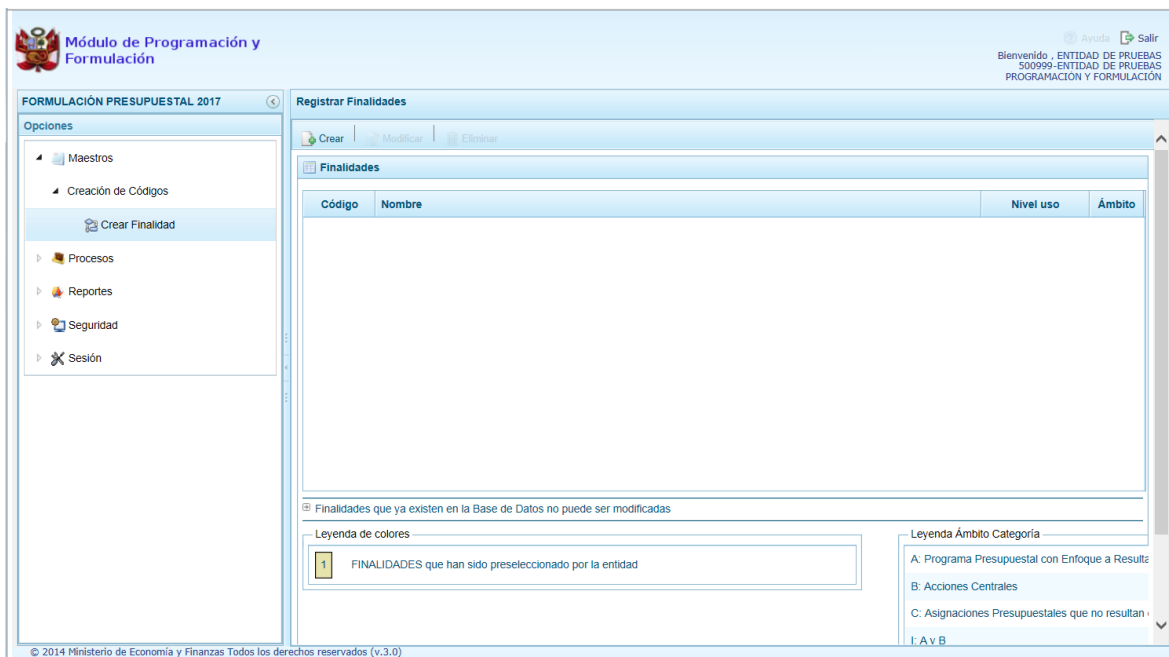 Módulo de Programación y
Formulación
Ayuda Salir
Bienvenido , ENTIDAD DE PRUEBAS
500999-ENTIDAD DE PRUEBAS
PROGRAMACIÓN Y FORMULACIÓN
FORMULACIÓN PRESUPUESTAL 2017
Opciones
Maestros
Creación de Códigos
Crear Finalidad
Procesos
Reportes
Seguridad
Sesión
Registrar Finalidades
Crear Modificar Eliminar
Finalidades
Código Nombre Nivel uso Ámbito
Finalidades que ya existen en la Base de Datos no puede ser modificadas
Leyenda de colores
1 FINALIDADES que han sido preseleccionado por la entidad
Leyenda Ámbito Categoría
A: Programa Presupuestal con Enfoque a Resulta
B: Acciones Centrales
C: Asignaciones Presupuestales que no resultan
I: A y B
© 2014 Ministerio de Economía y Finanzas Todos los derechos reservados (v.3.0)